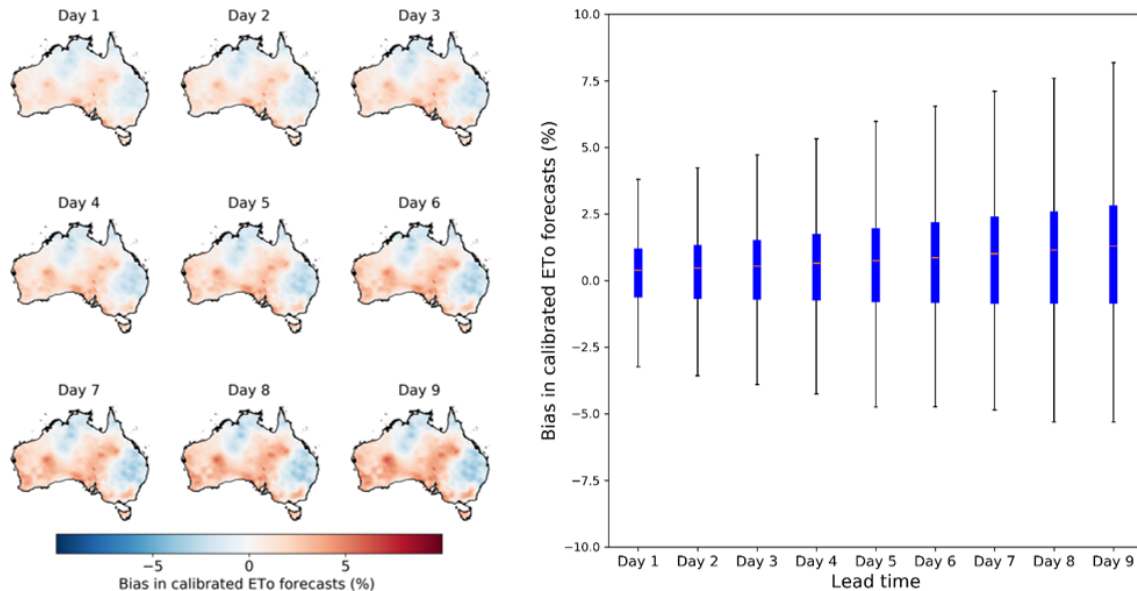 Day 1 Day 2 Day 3
Day 4 Day 5 Day 6
Day 7 Day 8 Day 9
−5 0 5
Bias in calibrated ETo forecasts (%)
Bias in calibrated ETo forecasts (%)
10.0
7.5
5.0
2.5
0.0
−2.5
−5.0
−7.5
−10.0
Day 1 Day 2 Day 3 Day 4 Day 5 Day 6 Day 7 Day 8 Day 9
Lead time